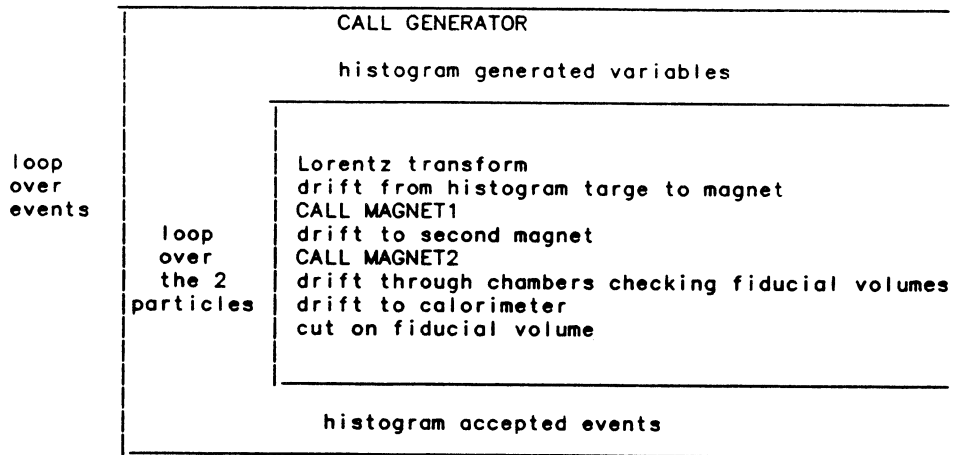 CALL GENERATOR
histogram generated variables
loop
over
events
loop
over
the 2
particles
Lorentz transform
drift from histogram targe to magnet
CALL MAGNET1
drift to second magnet
CALL MAGNET2
drift through chambers checking fiducial volumes
drift to calorimeter
cut on fiducial volume
histogram accepted events